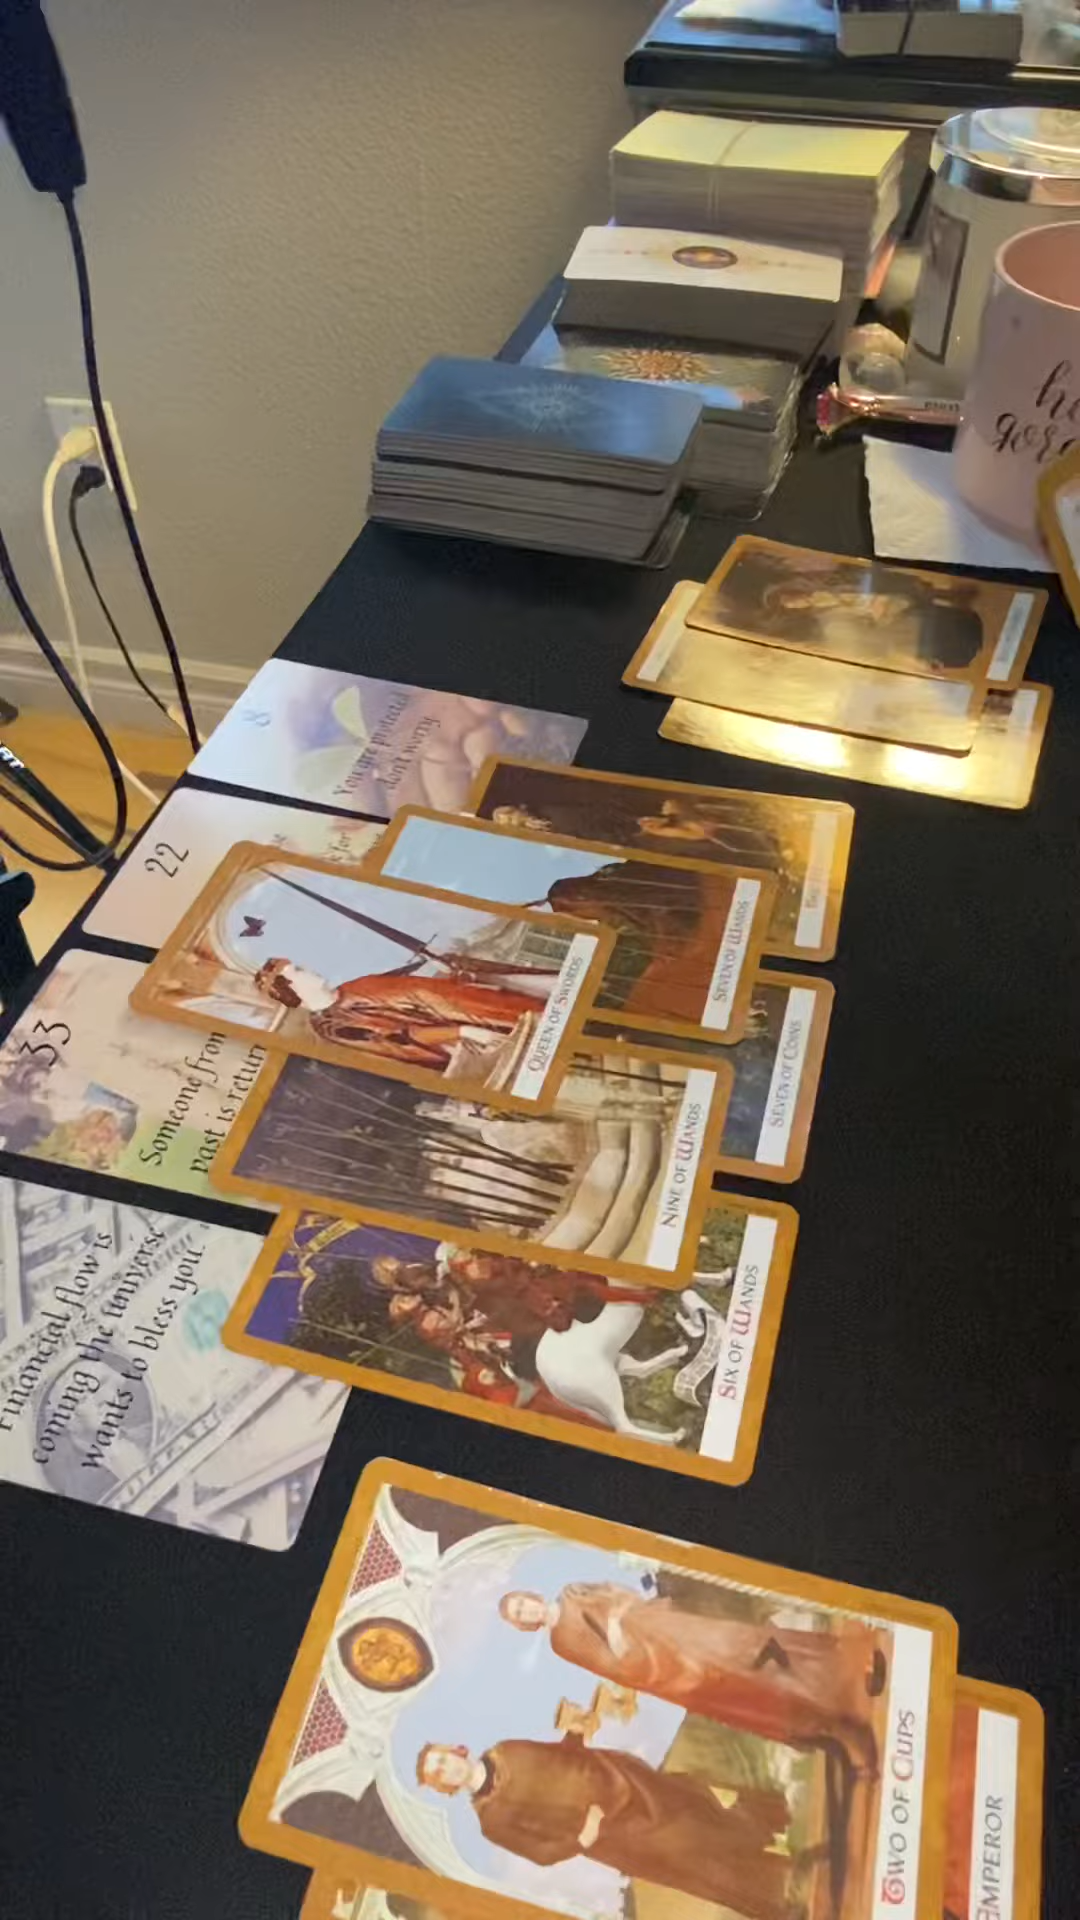 8
You are protected
don't worry
22
33
Someone from
past is return
Financial flow is
coming the universe
wants to bless you
QUEEN OF SWORDS
SEVEN OF WANDS
SEVEN OF COINS
NINE OF WANDS
SIX OF WANDS
TWO OF CUPS
EMPEROR